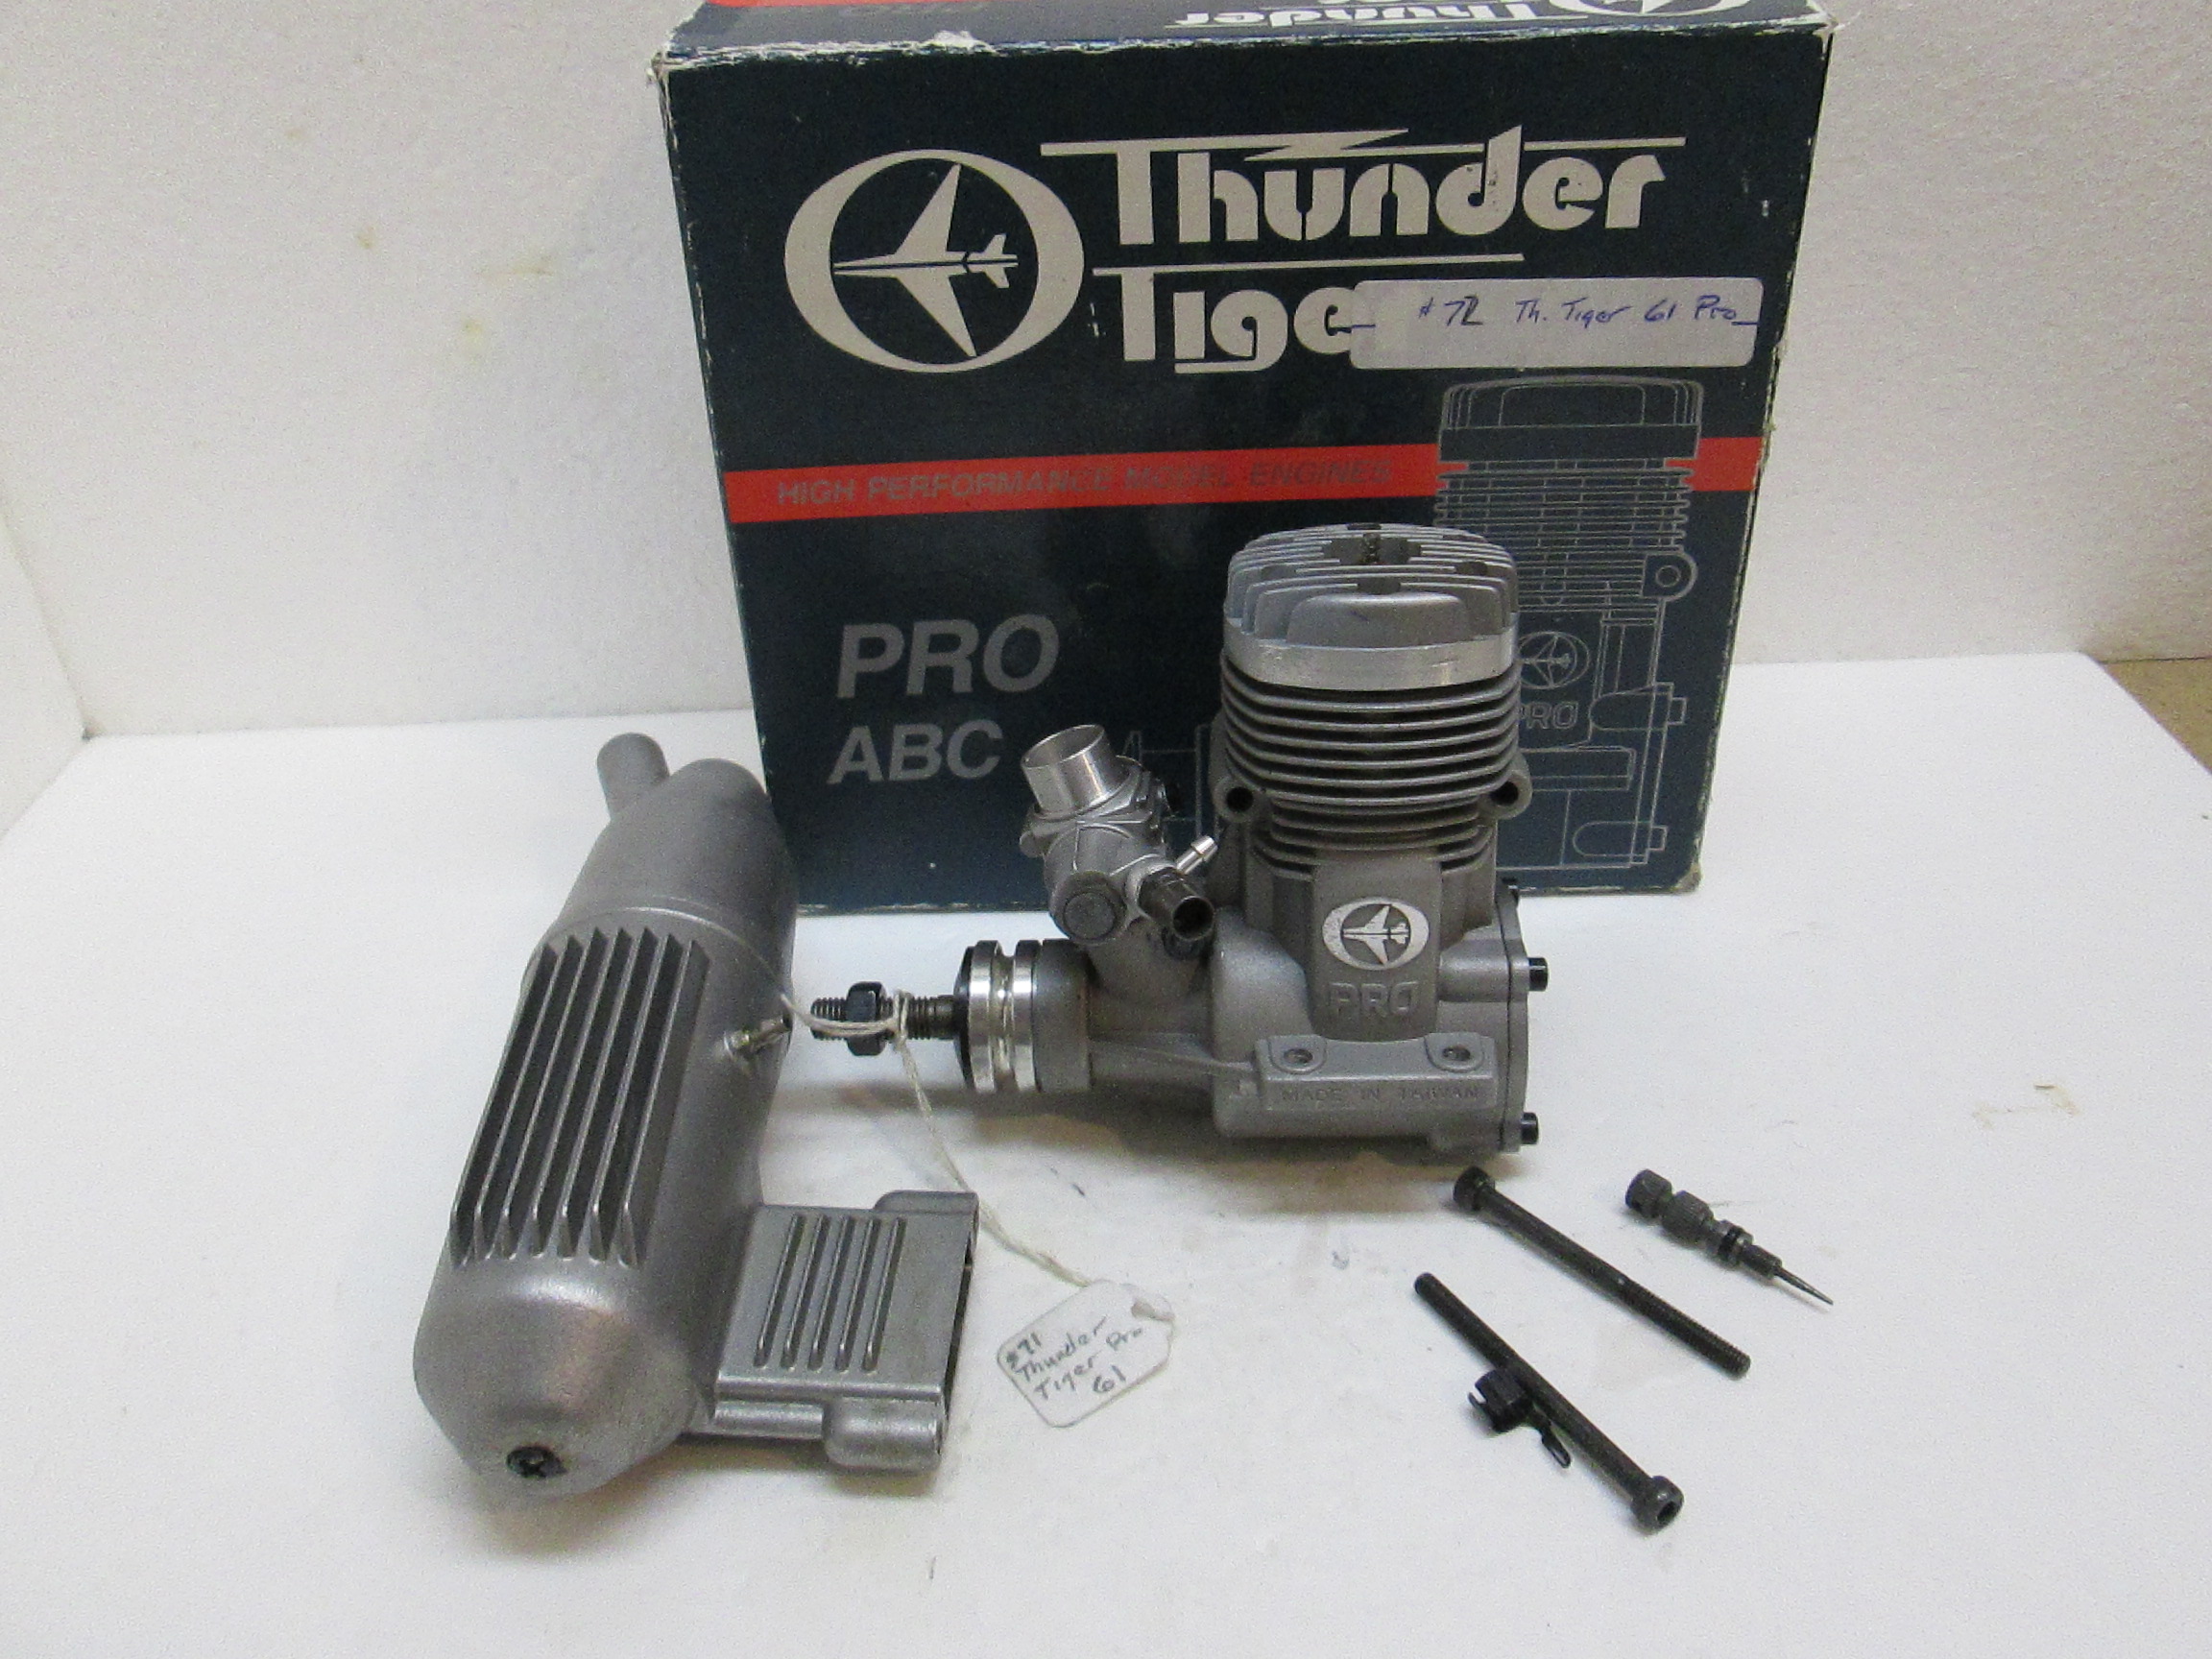 Thunder
Thunder
Tige
#72 Th. Tiger 61 Pro
HIGH PERFORMANCE MODEL ENGINES
PRO
ABC
PRO
PRO
MADE IN TAIWAN
#71
Thunder
Tiger Pro
61